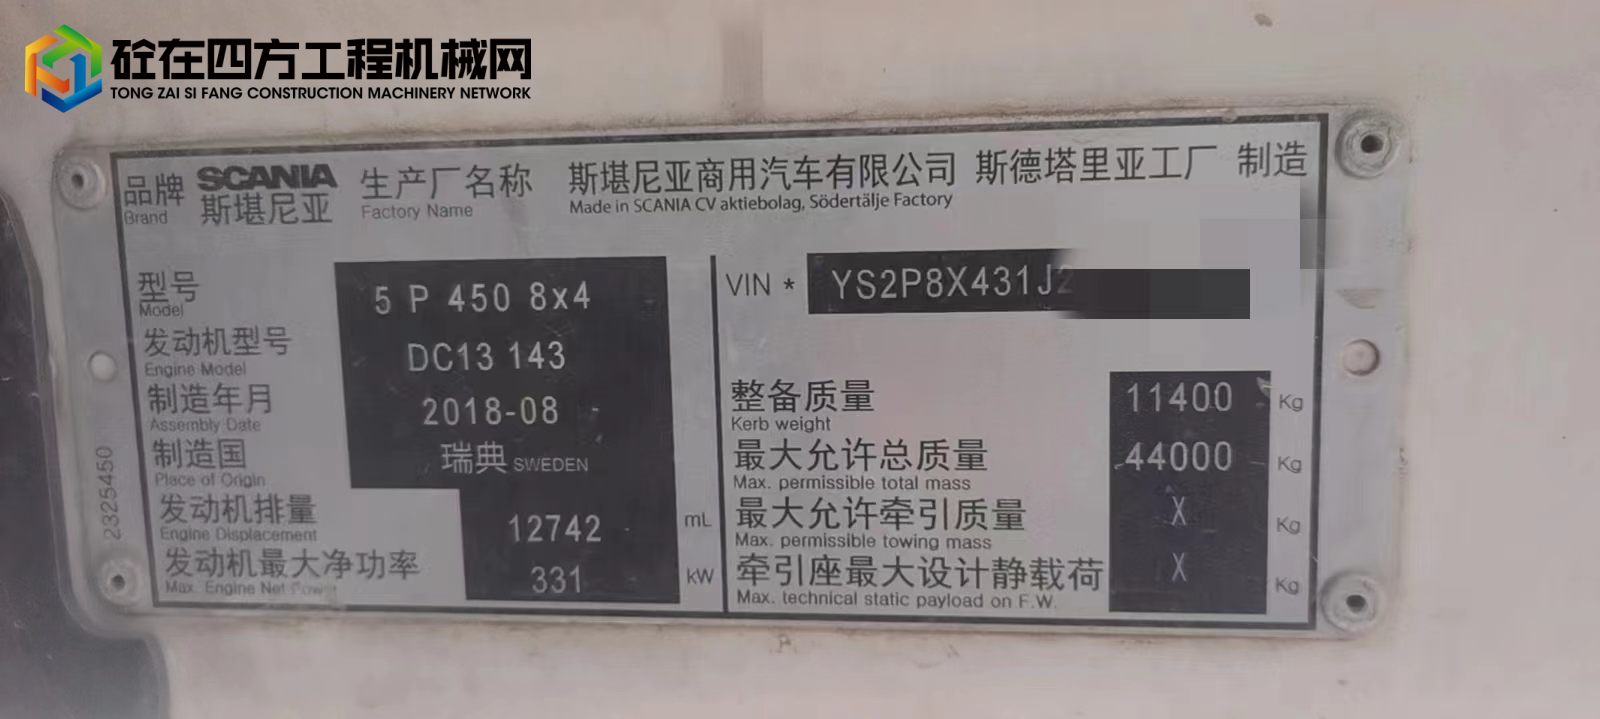 砼在四方工程机械网
TONG ZAI SI FANG CONSTRUCTION MACHINERY NETWORK
品牌 SCANIA 生产厂名称 斯堪尼亚商用汽车有限公司 斯德塔里亚工厂 制造
Brand 斯堪尼亚 Factory Name Made in SCANIA CV aktiebolag, Södertälje Factory
型号 5 P 450 8x4
Model
VIN * YS2P8X431J2
发动机型号 DC13 143
Engine Model
制造年月 2018-08
Assembly Date
制造国 瑞典 SWEDEN
Place of Origin
发动机排量 12742 mL
Engine Displacement
发动机最大净功率 331 kW
Max. Engine Net Power
整备质量 11400 Kg
Kerb weight
最大允许总质量 44000 Kg
Max. permissible total mass
最大允许牵引质量 X Kg
Max. permissible towing mass
牵引座最大设计静载荷 X Kg
Max. technical static payload on F.W.
2325450